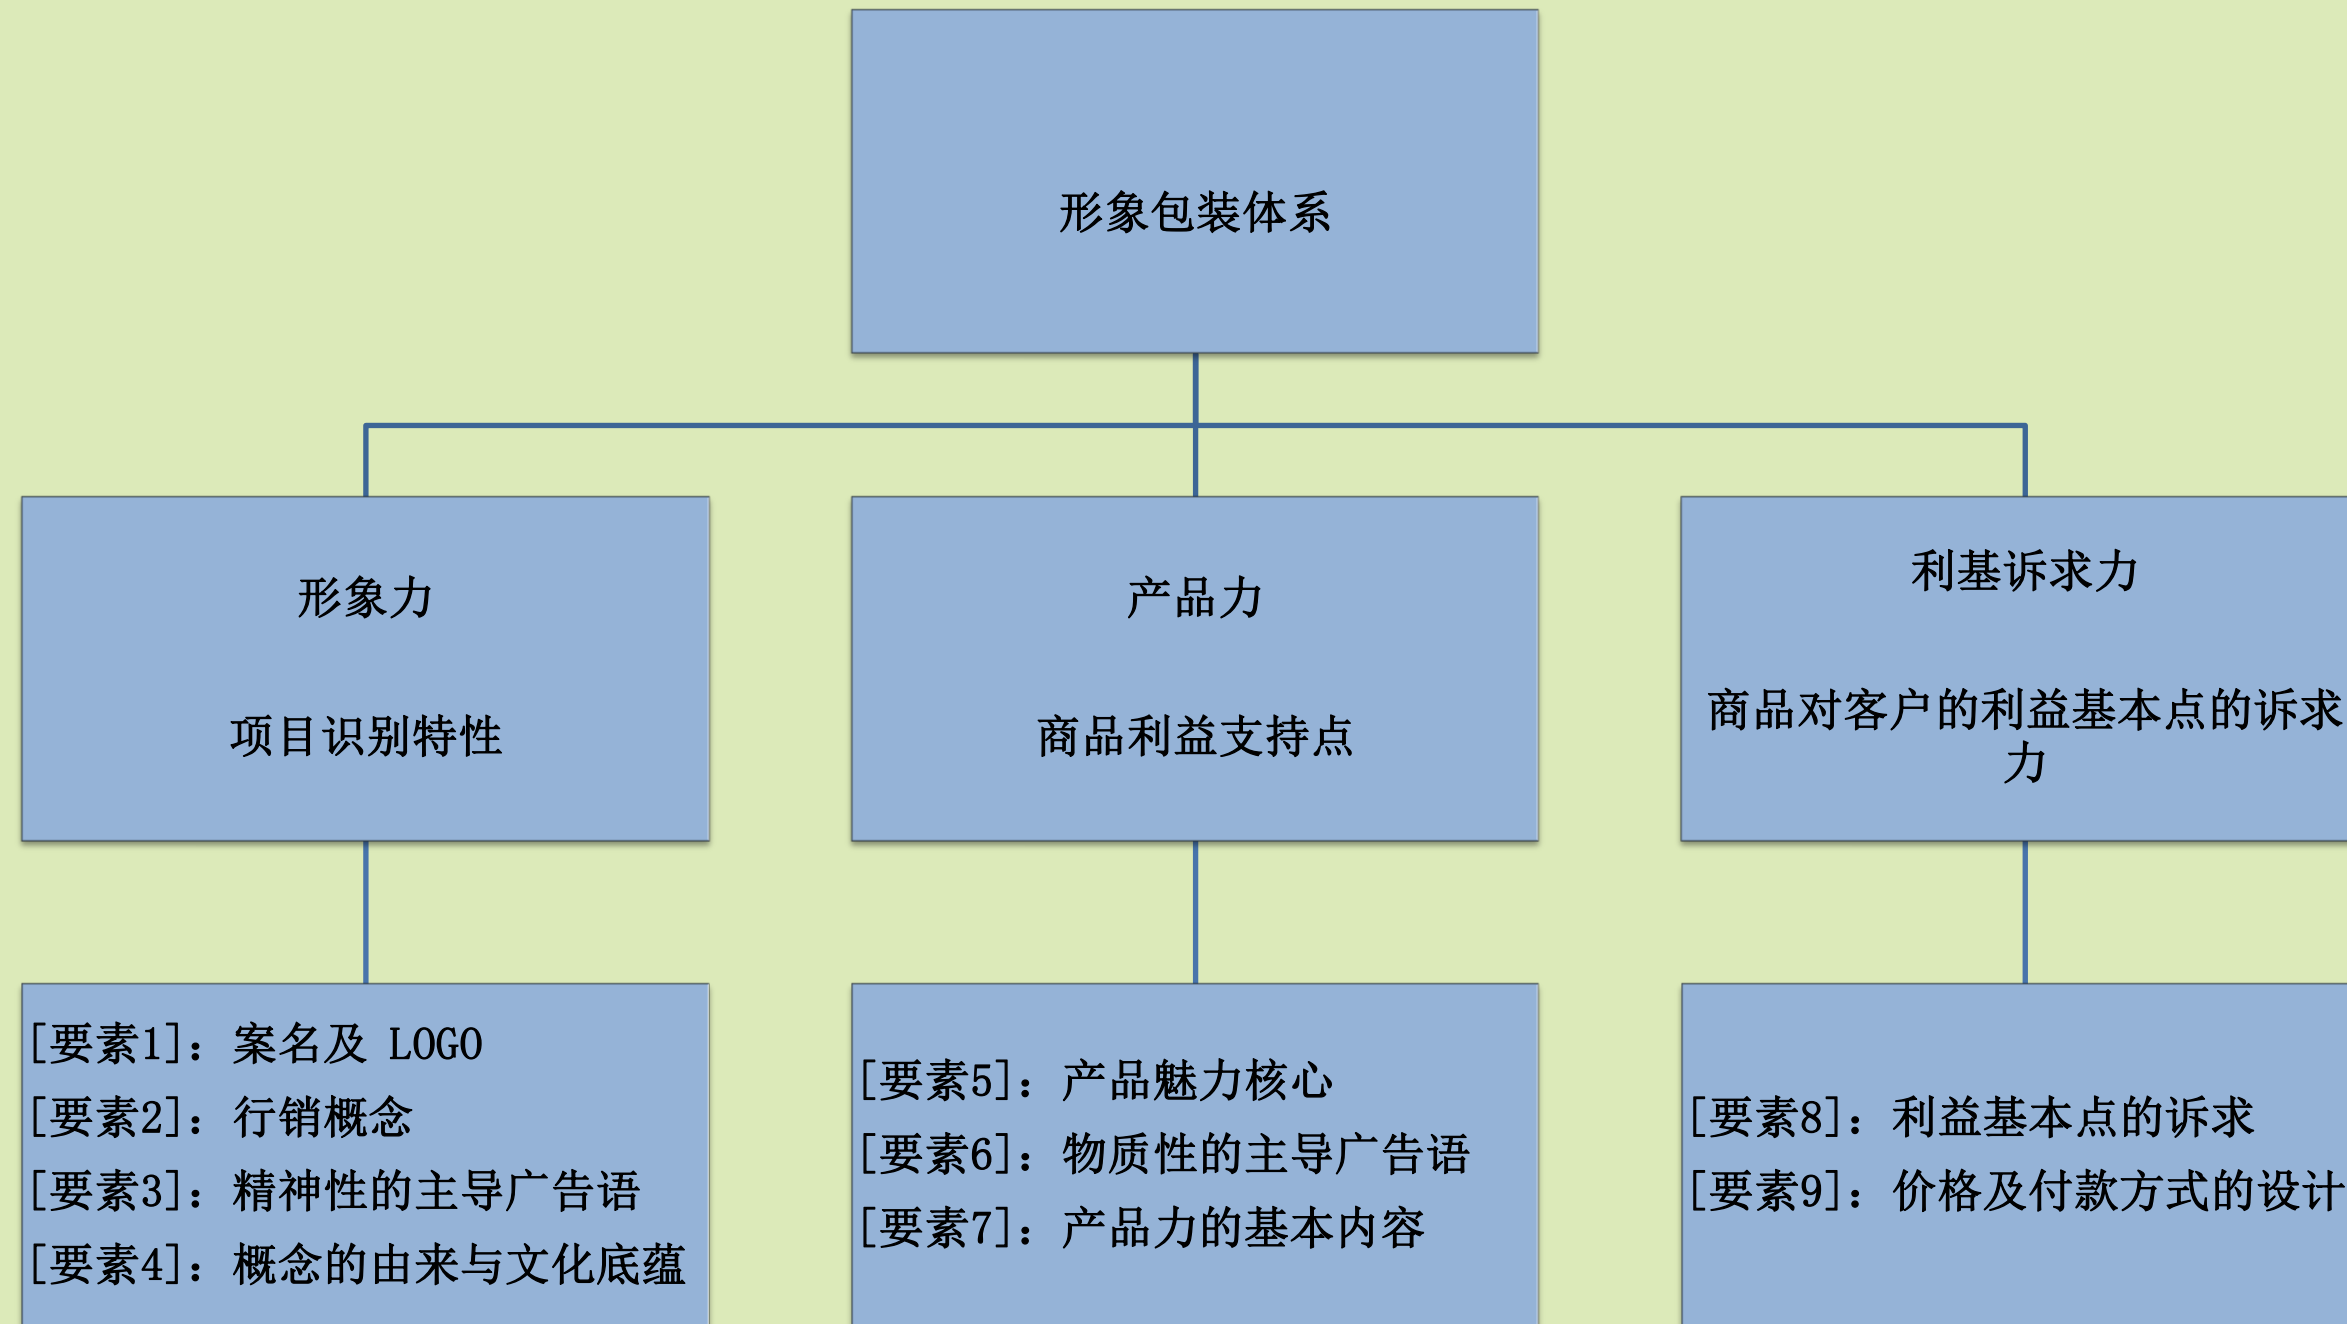 形象包装体系
形象力
项目识别特性
产品力
商品利益支持点
利基诉求力
商品对客户的利益基本点的诉求
力
[要素1]：案名及 LOGO
[要素2]：行销概念
[要素3]：精神性的主导广告语
[要素4]：概念的由来与文化底蕴
[要素5]：产品魅力核心
[要素6]：物质性的主导广告语
[要素7]：产品力的基本内容
[要素8]：利益基本点的诉求
[要素9]：价格及付款方式的设计